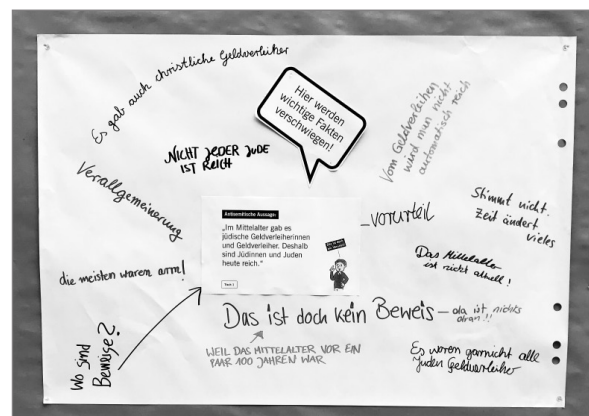 Es gab auch christliche Geldverleiher
Hier werden
wichtige Fakten
verschwiegen!
Vom Geldverleihen
wird man nicht
automatisch reich
NICHT JEDER JUDE
IST REICH
Verallgemeinerung
Antisemitische Aussage:
„Im Mittelalter gab es
jüdische Geldverleiherinnen
und Geldverleiher. Deshalb
sind Jüdinnen und Juden
heute reich.“
Team 1
–vorurteil
Stimmt nicht.
Zeit ändert
vieles
Das Mittelalter
ist nicht aktuell!
die meisten waren arm!
Das ist doch kein Beweis – da ist nichts
dran!!
WEIL DAS MITTELALTER VOR EIN
PAAR 100 JAHREN WAR
Wo sind
Beweise?
Es waren garnicht alle
Juden Geldverleiher